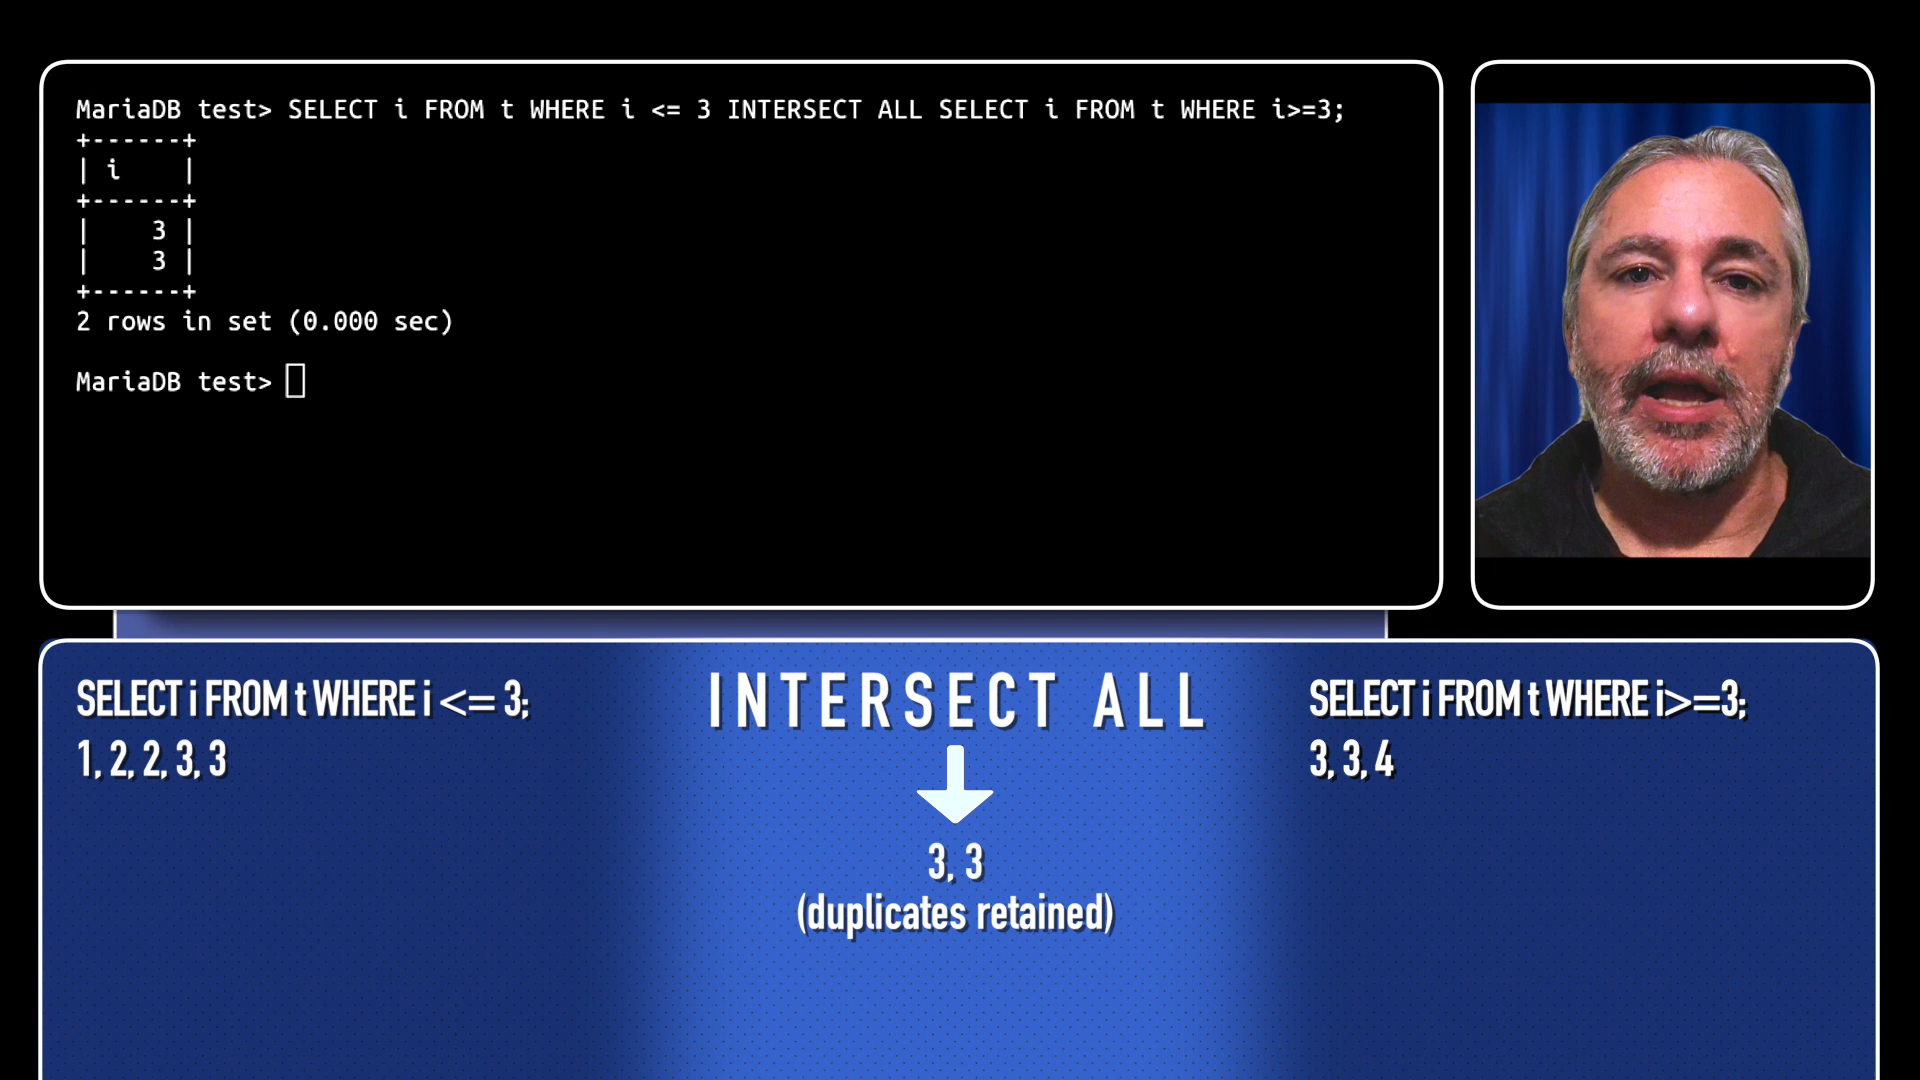 MariaDB test> SELECT i FROM t WHERE i <= 3 INTERSECT ALL SELECT i FROM t WHERE i>=3;
+------+
| i    |
+------+
|    3 |
|    3 |
+------+
2 rows in set (0.000 sec)
MariaDB test>
SELECT i FROM t WHERE i <= 3;
1, 2, 2, 3, 3
INTERSECT ALL
3, 3
(duplicates retained)
SELECT i FROM t WHERE i>=3;
3, 3, 4